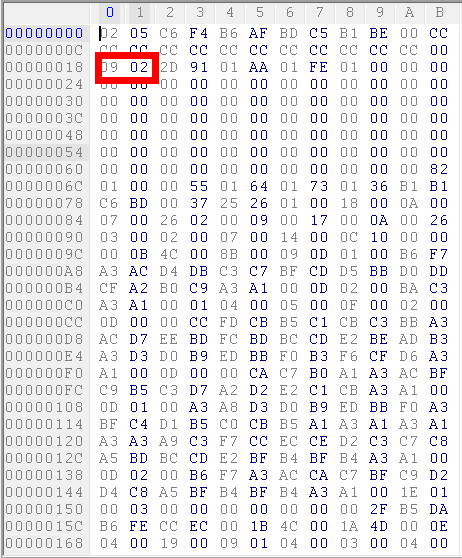 0 1 2 3 4 5 6 7 8 9 A B
00000000 02 05 C6 F4 B6 AF BD C5 B1 BE 00 CC
0000000C CC CC CC CC CC CC CC CC CC CC CC 00
00000018 09 02 2D 91 01 AA 01 FE 01 00 00 00
00000024 00 00 00 00 00 00 00 00 00 00 00 00
00000030 00 00 00 00 00 00 00 00 00 00 00 00
0000003C 00 00 00 00 00 00 00 00 00 00 00 00
00000048 00 00 00 00 00 00 00 00 00 00 00 00
00000054 00 00 00 00 00 00 00 00 00 00 00 00
00000060 00 00 00 00 00 00 00 00 00 00 00 82
0000006C 01 00 00 55 01 64 01 73 01 36 B1 B1
00000078 C6 BD 00 37 25 26 01 00 18 00 0A 00
00000084 07 00 26 02 00 09 00 17 00 0A 00 26
00000090 03 00 02 00 07 00 14 00 0C 10 00 00
0000009C 00 0B 4C 00 8B 00 09 0D 01 00 B6 F7
000000A8 A3 AC D4 DB C3 C7 BF CD D5 BB D0 DD
000000B4 CF A2 B0 C9 A3 A1 00 0D 02 00 BA C3
000000C0 A3 A1 00 01 04 00 05 00 0F 00 02 00
000000CC 0D 00 00 CC FD CB B5 C1 CB C3 BB A3
000000D8 AC D7 EE BD FC BD BC CD E2 BE AD B3
000000E4 A3 D3 D0 B9 ED BB F0 B3 F6 CF D6 A3
000000F0 A1 00 0D 00 00 CA C7 B0 A1 A3 AC BF
000000FC C9 B5 C3 D7 A2 D2 E2 C1 CB A3 A1 00
00000108 0D 01 00 A3 A8 D3 D0 B9 ED BB F0 A3
00000114 BF C4 D1 B5 C0 CB B5 A1 A3 A1 A3 A1
00000120 A3 A3 A9 C3 F7 CC EC CE D2 C3 C7 C8
0000012C A5 BD BC CD E2 BF B4 BF B4 A3 A1 00
00000138 0D 02 00 B6 F7 A3 AC CA C7 BF C9 D2
00000144 D4 C8 A5 BF B4 BF B4 A3 A1 00 1E 01
00000150 00 03 00 00 00 00 00 00 00 2F B5 DA
0000015C B6 FE CC EC 00 1B 4C 00 1A 4D 00 0E
00000168 04 00 19 00 09 01 04 00 03 00 04 00